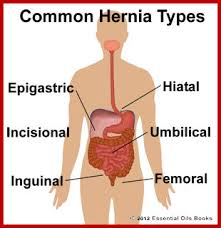 Common Hernia Types
Epigastric
Hiatal
Incisional
Umbilical
Inguinal
Femoral
© 2012 Essential Oils Books